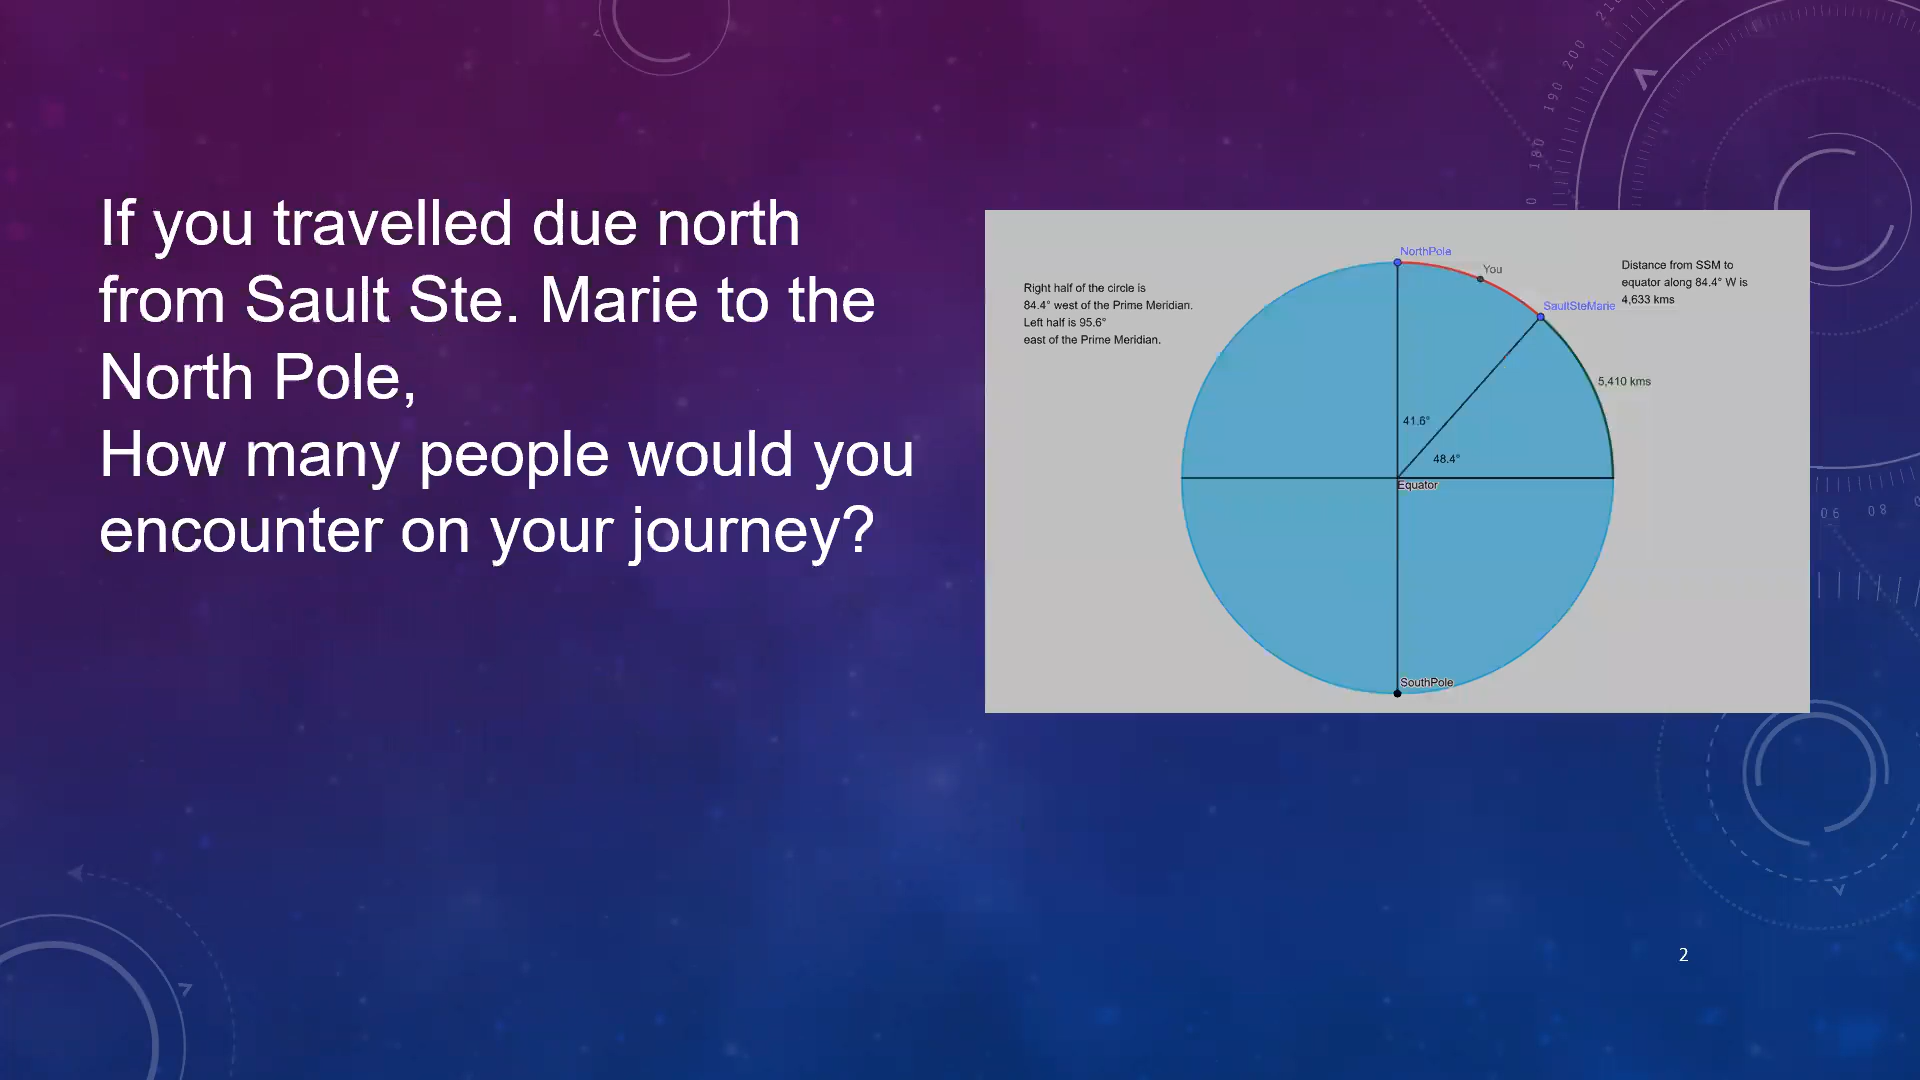 If you travelled due north
from Sault Ste. Marie to the
North Pole,
How many people would you
encounter on your journey?
NorthPole
You
Distance from SSM to
equator along 84.4° W is
4,633 kms
Right half of the circle is
84.4° west of the Prime Meridian.
Left half is 95.6°
east of the Prime Meridian.
SaultSteMarie
5,410 kms
41.6°
48.4°
Equator
SouthPole
200
190
180
2